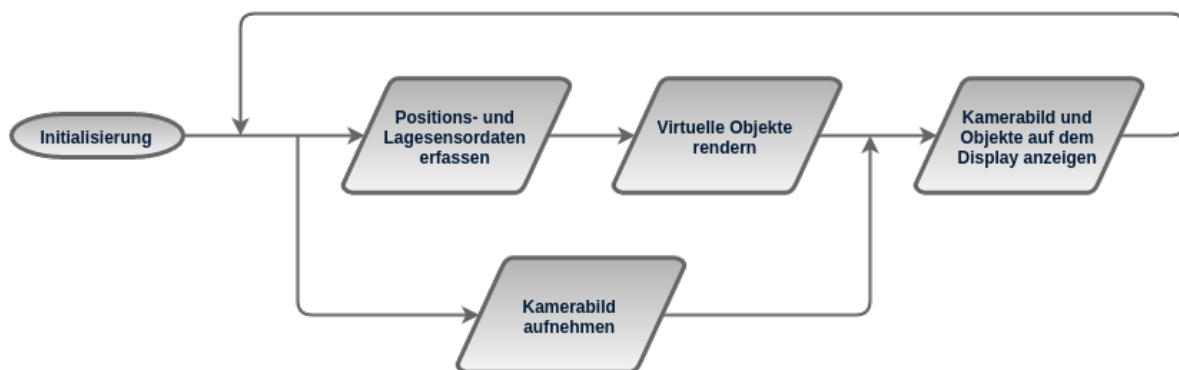 Initialisierung
Positions- und
Lagesensordaten
erfassen
Virtuelle Objekte
rendern
Kamerabild und
Objekte auf dem
Display anzeigen
Kamerabild
aufnehmen